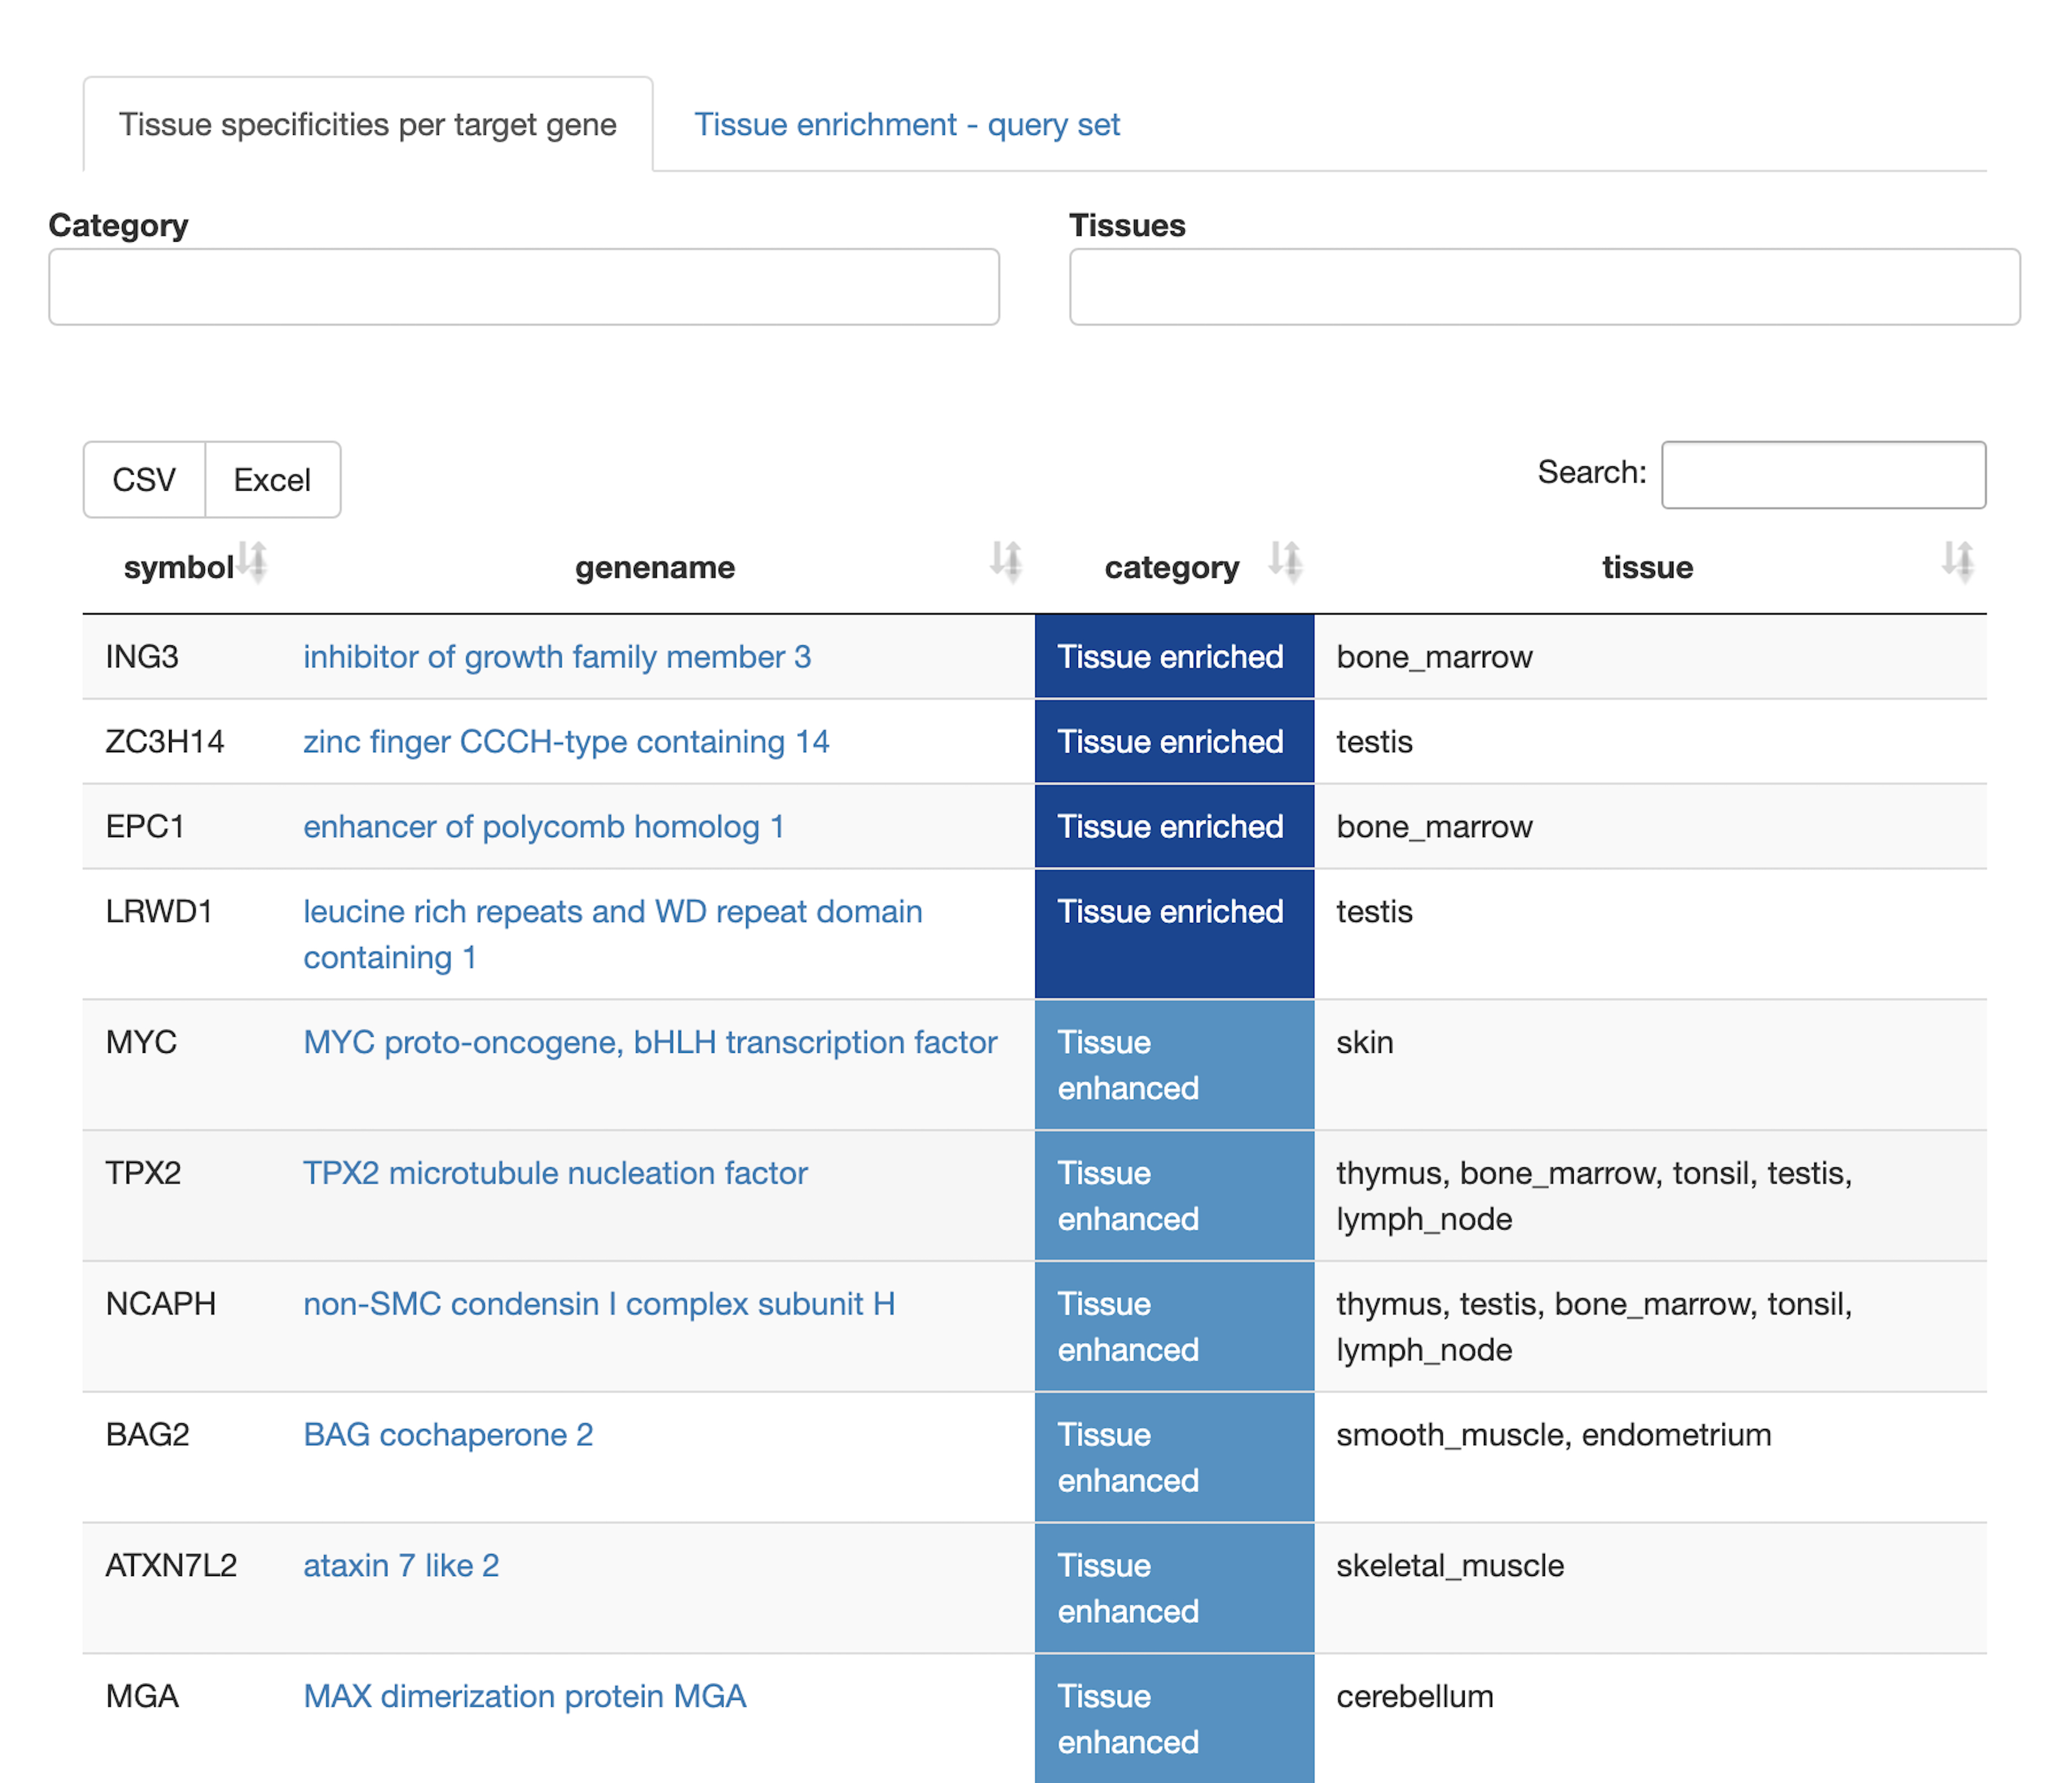 Tissue specificities per target gene Tissue enrichment - query set
Category Tissues
CSV Excel Search:
symbol genename category tissue
ING3 inhibitor of growth family member 3 Tissue enriched bone_marrow
ZC3H14 zinc finger CCCH-type containing 14 Tissue enriched testis
EPC1 enhancer of polycomb homolog 1 Tissue enriched bone_marrow
LRWD1 leucine rich repeats and WD repeat domain Tissue enriched testis
containing 1
MYC MYC proto-oncogene, bHLH transcription factor Tissue skin
enhanced
TPX2 TPX2 microtubule nucleation factor Tissue thymus, bone_marrow, tonsil, testis,
enhanced lymph_node
NCAPH non-SMC condensin I complex subunit H Tissue thymus, testis, bone_marrow, tonsil,
enhanced lymph_node
BAG2 BAG cochaperone 2 Tissue smooth_muscle, endometrium
enhanced
ATXN7L2 ataxin 7 like 2 Tissue skeletal_muscle
enhanced
MGA MAX dimerization protein MGA Tissue cerebellum
enhanced